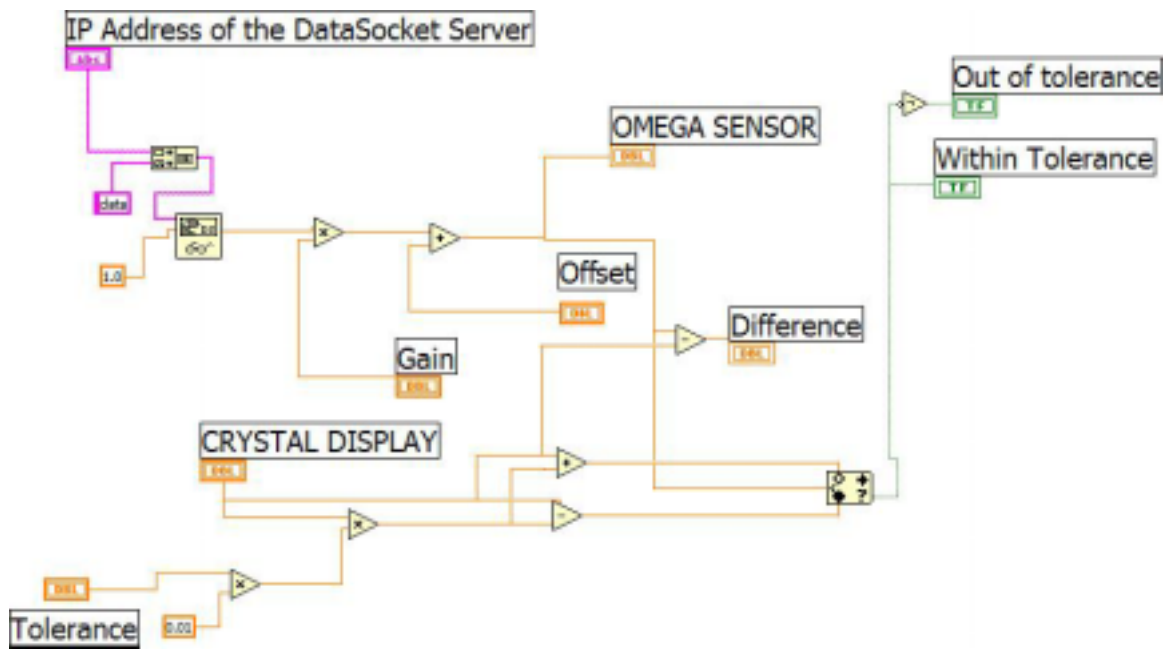 IP Address of the DataSocket Server
Abc
Out of tolerance
TF
OMEGA SENSOR
DBL
Within Tolerance
TF
data
1.0
Offset
DBL
Difference
DBL
Gain
DBL
CRYSTAL DISPLAY
DBL
?
DBL
Tolerance
0.01